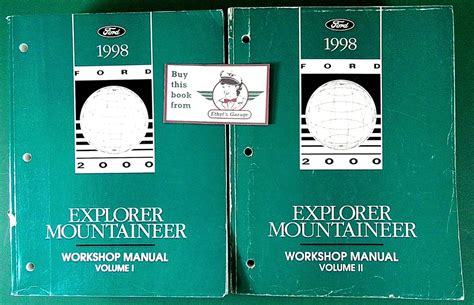 Ford
1998
FORD
2000
EXPLORER
MOUNTAINEER
WORKSHOP MANUAL
VOLUME I
Buy
this
book
from
Ethyl's Garage
Ford
1998
FORD
2000
EXPLORER
MOUNTAINEER
WORKSHOP MANUAL
VOLUME II